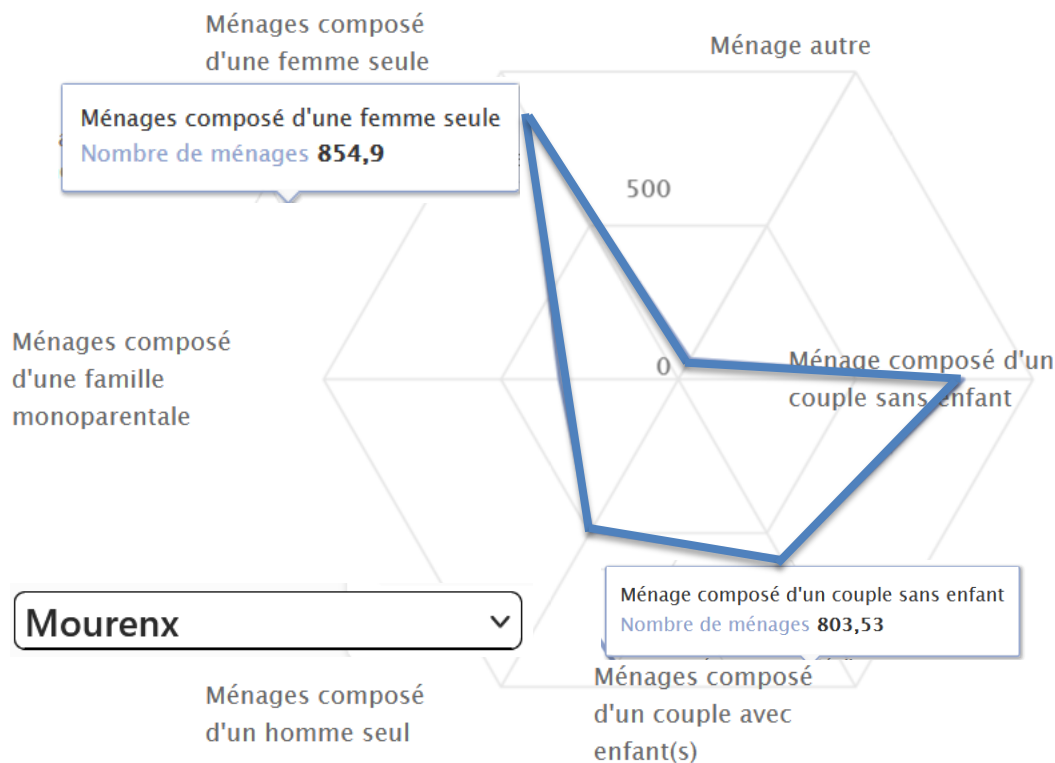 Ménages composé
d'une femme seule
Ménage autre
Ménages composé d'une femme seule
Nombre de ménages 854,9
500
Ménages composé
d'une famille
monoparentale
0
Ménage composé d'un
couple sans enfant
Ménage composé d'un couple sans enfant
Nombre de ménages 803,53
Mourenx
Ménages composé
d'un homme seul
Ménages composé
d'un couple avec
enfant(s)